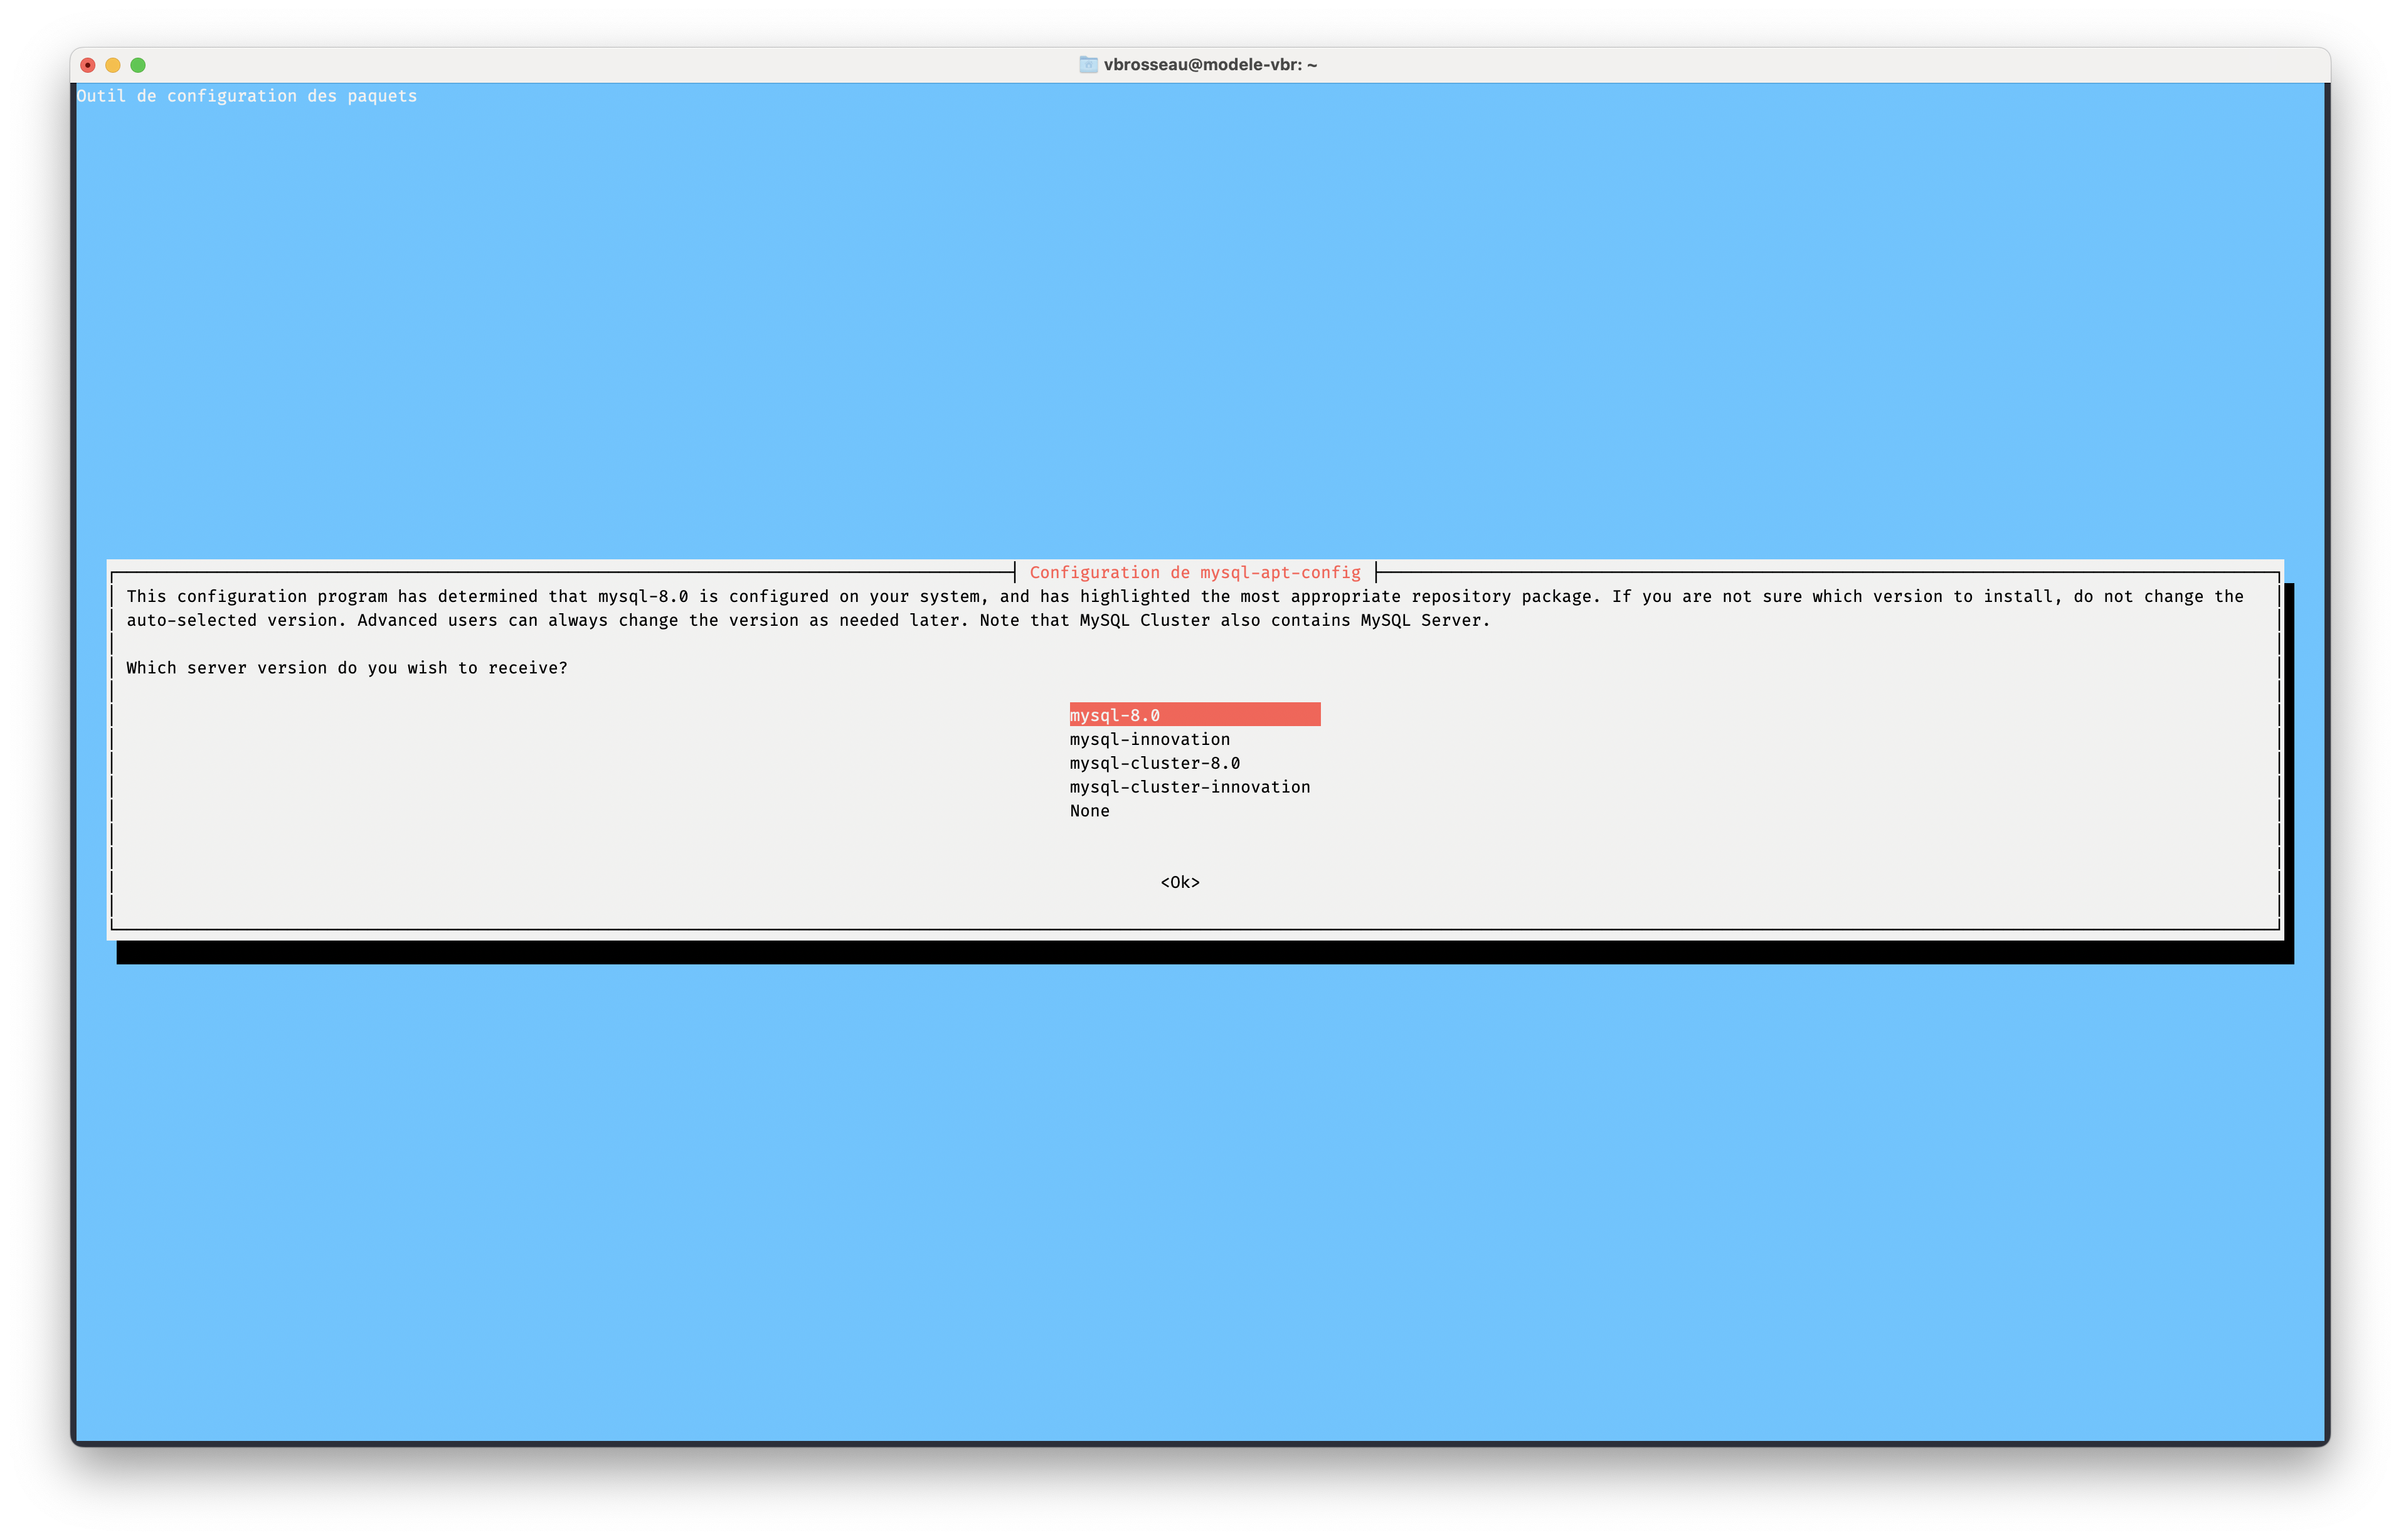 vbrosseau@modele-vbr: ~
Outil de configuration des paquets
Configuration de mysql-apt-config
This configuration program has determined that mysql-8.0 is configured on your system, and has highlighted the most appropriate repository package. If you are not sure which version to install, do not change the
auto-selected version. Advanced users can always change the version as needed later. Note that MySQL Cluster also contains MySQL Server.
Which server version do you wish to receive?
mysql-8.0
mysql-innovation
mysql-cluster-8.0
mysql-cluster-innovation
None
<Ok>